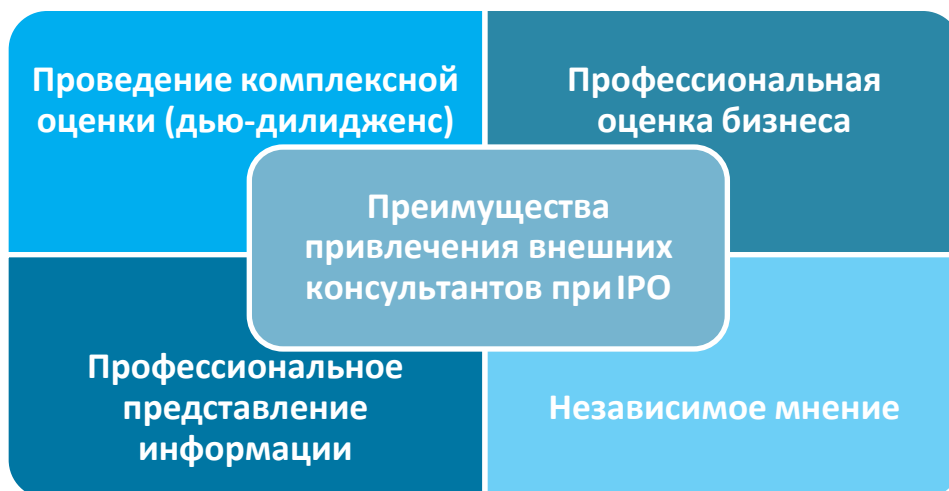 Проведение комплексной
оценки (дью-дилидженс)
Профессиональная
оценка бизнеса
Преимущества
привлечения внешних
консультантов при IPO
Профессиональное
представление
информации
Независимое мнение